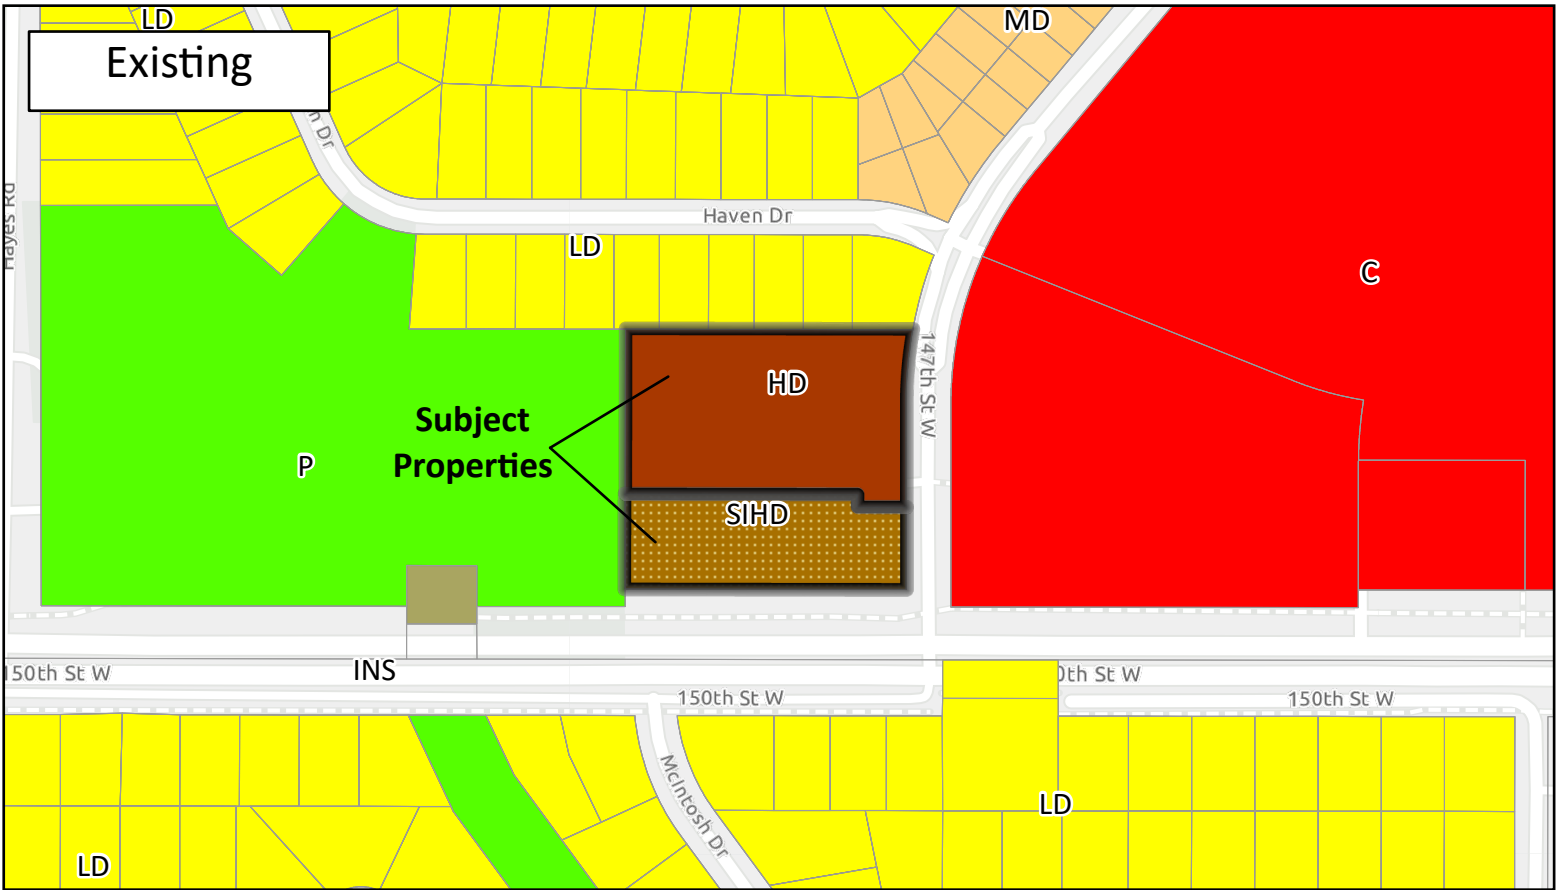 LD
MD
Existing
n Dr
Hayes Rd
Haven Dr
LD
C
147th St W
HD
Subject
Properties
P
SIHD
INS
150th St W
0th St W
150th St W
150th St W
McIntosh Dr
LD
LD